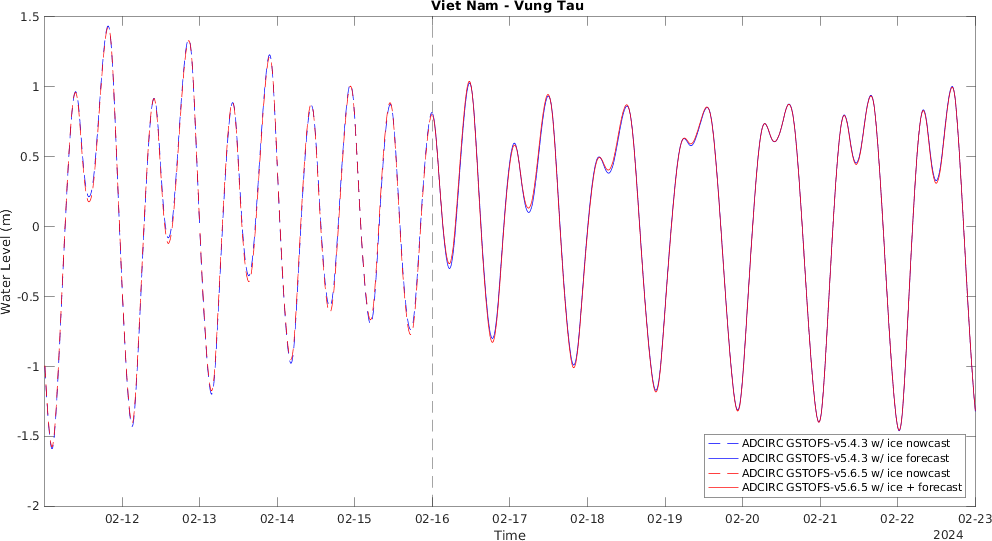 Viet Nam - Vung Tau
1.5
1
0.5
0
-0.5
-1
-1.5
-2
Water Level (m)
02-12 02-13 02-14 02-15 02-16 02-17 02-18 02-19 02-20 02-21 02-22 02-23
Time
2024
ADCIRC GSTOFS-v5.4.3 w/ ice nowcast
ADCIRC GSTOFS-v5.4.3 w/ ice forecast
ADCIRC GSTOFS-v5.6.5 w/ ice nowcast
ADCIRC GSTOFS-v5.6.5 w/ ice + forecast